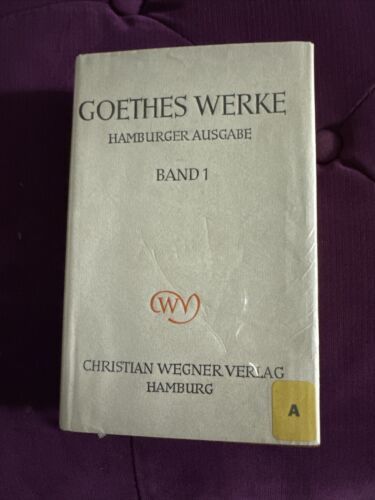 GOETHES WERKE
HAMBURGER AUSGABE
BAND 1
WV
CHRISTIAN WEGNER VERLAG
HAMBURG
A